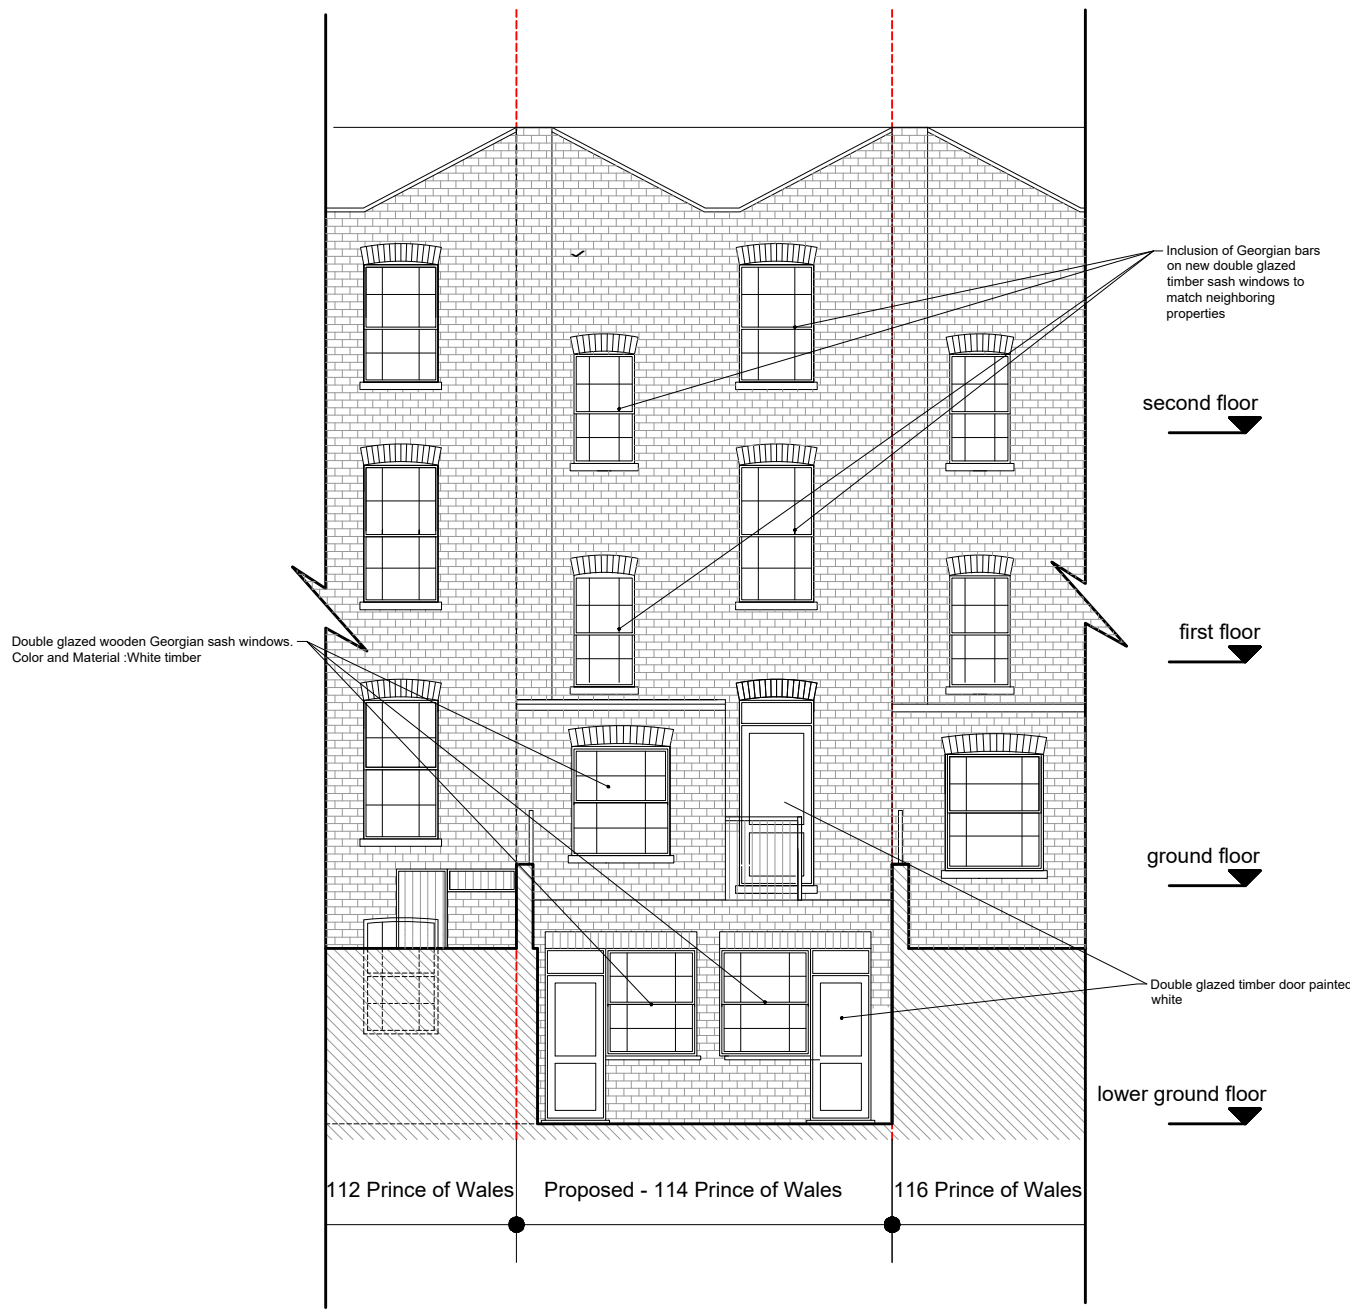 Inclusion of Georgian bars
on new double glazed
timber sash windows to
match neighboring
properties
second floor
first floor
Double glazed wooden Georgian sash windows.
Color and Material :White timber
ground floor
Double glazed timber door painted
white
lower ground floor
112 Prince of Wales
Proposed - 114 Prince of Wales
116 Prince of Wales